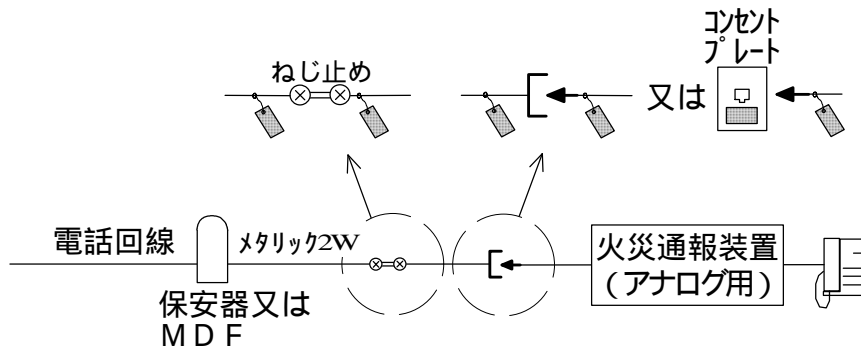 コンセント
プレート
ねじ止め
又は
電話回線
メタリック2W
火災通報装置
(アナログ用)
保安器又は
MDF